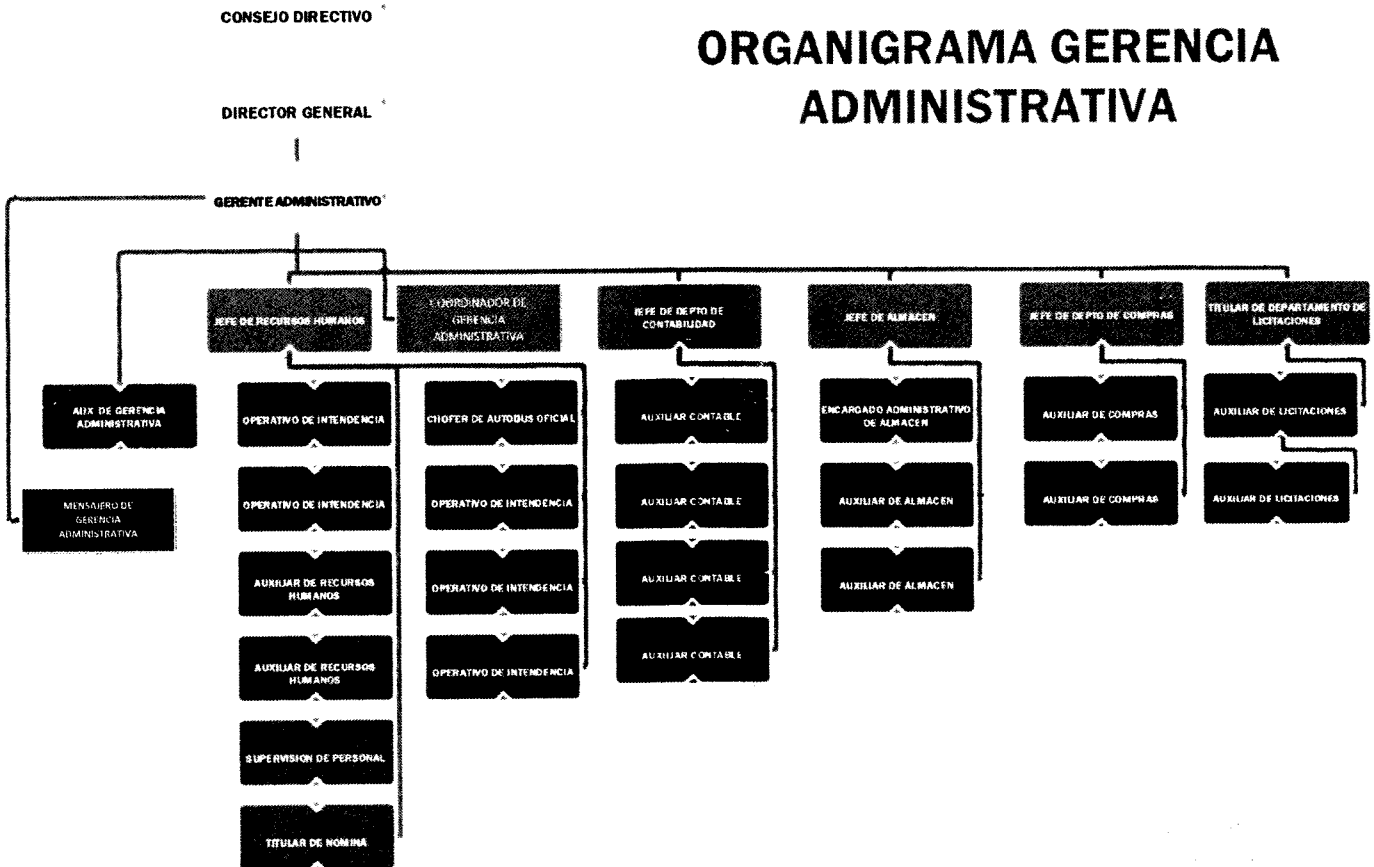 CONSEJO DIRECTIVO
ORGANIGRAMA GERENCIA
ADMINISTRATIVA
DIRECTOR GENERAL
GERENTE ADMINISTRATIVO
JEFE DE RECURSOS HUMANOS
COORDINADOR DE
GERENCIA
ADMINISTRATIVA
JEFE DE DEPTO DE
CONTABILIDAD
JEFE DE ALMACEN
JEFE DE DEPTO DE COMPRAS
TITULAR DE DEPARTAMENTO DE
LICITACIONES
AUX DE GERENCIA
ADMINISTRATIVA
OPERATIVO DE INTENDENCIA
CHOFER DE AUTOBUS OFICIAL
AUXILIAR CONTABLE
ENCARGADO ADMINISTRATIVO
DE ALMACEN
AUXILIAR DE COMPRAS
AUXILIAR DE LICITACIONES
MENSAJERO DE
GERENCIA
ADMINISTRATIVA
OPERATIVO DE INTENDENCIA
OPERATIVO DE INTENDENCIA
AUXILIAR CONTABLE
AUXILIAR DE ALMACEN
AUXILIAR DE COMPRAS
AUXILIAR DE LICITACIONES
AUXILIAR DE RECURSOS
HUMANOS
OPERATIVO DE INTENDENCIA
AUXILIAR CONTABLE
AUXILIAR DE ALMACEN
AUXILIAR DE RECURSOS
HUMANOS
OPERATIVO DE INTENDENCIA
AUXILIAR CONTABLE
SUPERVISION DE PERSONAL
TITULAR DE NOMINA